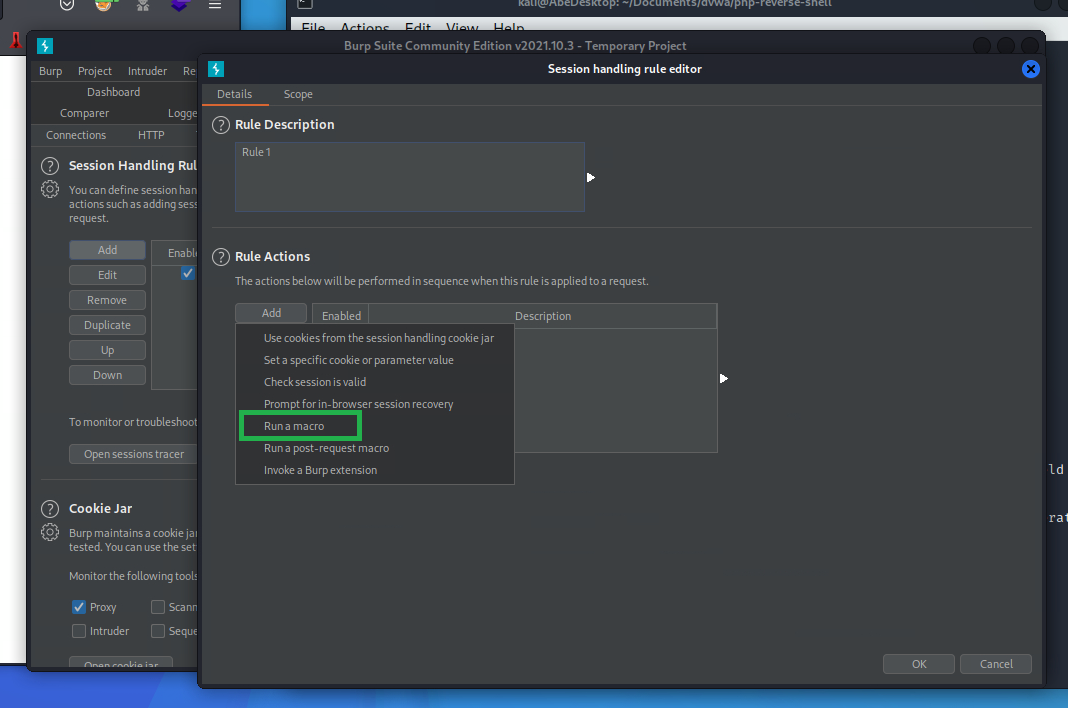 kali@AbeDesktop: ~/Documents/dvwa/php-reverse-shell
File Actions Edit View Help
Burp Suite Community Edition v2021.10.3 - Temporary Project
Burp Project Intruder Re
Dashboard
Comparer Logge
Connections HTTP
Session Handling Rul
You can define session han
actions such as adding sess
request.
Add
Enable
Edit
Remove
Duplicate
Up
Down
To monitor or troubleshoot
Open sessions tracer
Cookie Jar
Burp maintains a cookie jar
tested. You can use the set
Monitor the following tools
Proxy Scann
Intruder Seque
Open cookie jar
Session handling rule editor
Details Scope
Rule Description
Rule 1
Rule Actions
The actions below will be performed in sequence when this rule is applied to a request.
Add Enabled Description
Use cookies from the session handling cookie jar
Set a specific cookie or parameter value
Check session is valid
Prompt for in-browser session recovery
Run a macro
Run a post-request macro
Invoke a Burp extension
OK Cancel
ld
rat